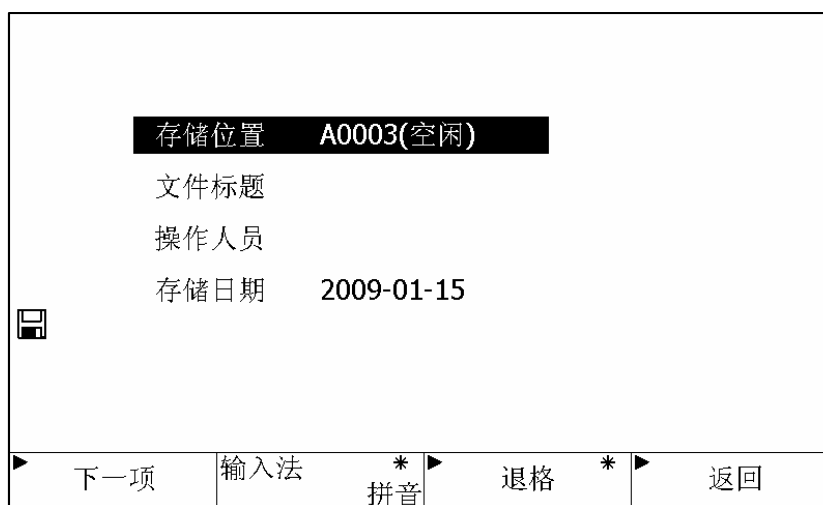 存储位置 A0003(空闲)
文件标题
操作人员
存储日期 2009-01-15
下一项 输入法 * 拼音 退格 * 返回